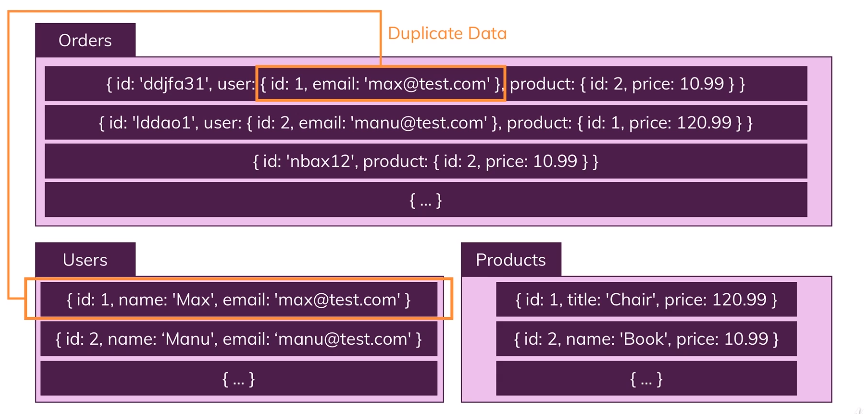 Duplicate Data
Orders
{ id: 'ddjfa31', user: { id: 1, email: 'max@test.com' }, product: { id: 2, price: 10.99 } }
{ id: 'lddao1', user: { id: 2, email: 'manu@test.com' }, product: { id: 1, price: 120.99 } }
{ id: 'nbax12', product: { id: 2, price: 10.99 } }
{ ... }
Users
{ id: 1, name: 'Max', email: 'max@test.com' }
{ id: 2, name: ‘Manu', email: ‘manu@test.com' }
{ ... }
Products
{ id: 1, title: 'Chair', price: 120.99 }
{ id: 2, name: 'Book', price: 10.99 }
{ ... }